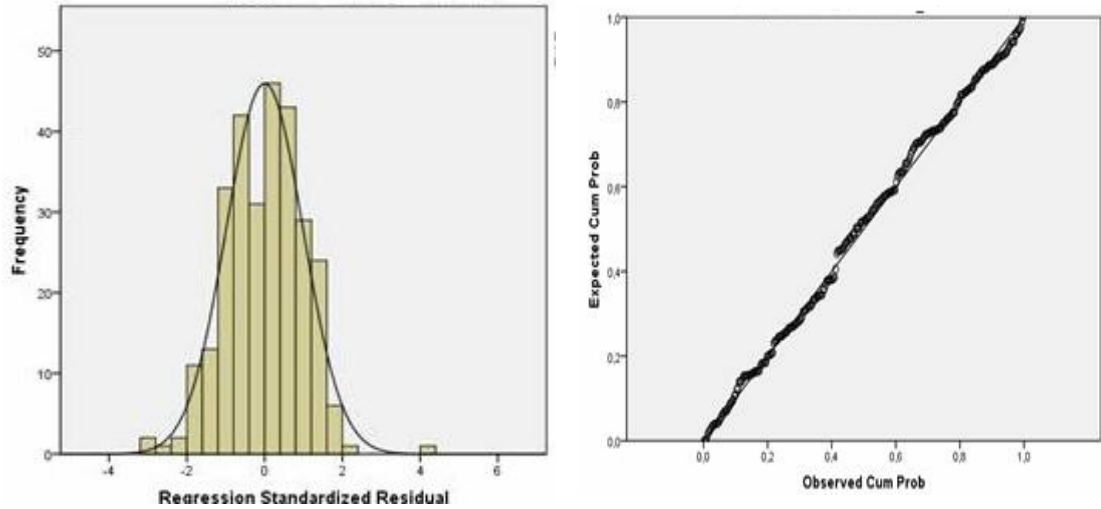 50
40
30
20
10
0
Frequency
-4 -2 0 2 4 6
Regression Standardized Residual
1,0
0,8
0,6
0,4
0,2
0,0
Expected Cum Prob
0,0 0,2 0,4 0,6 0,8 1,0
Observed Cum Prob